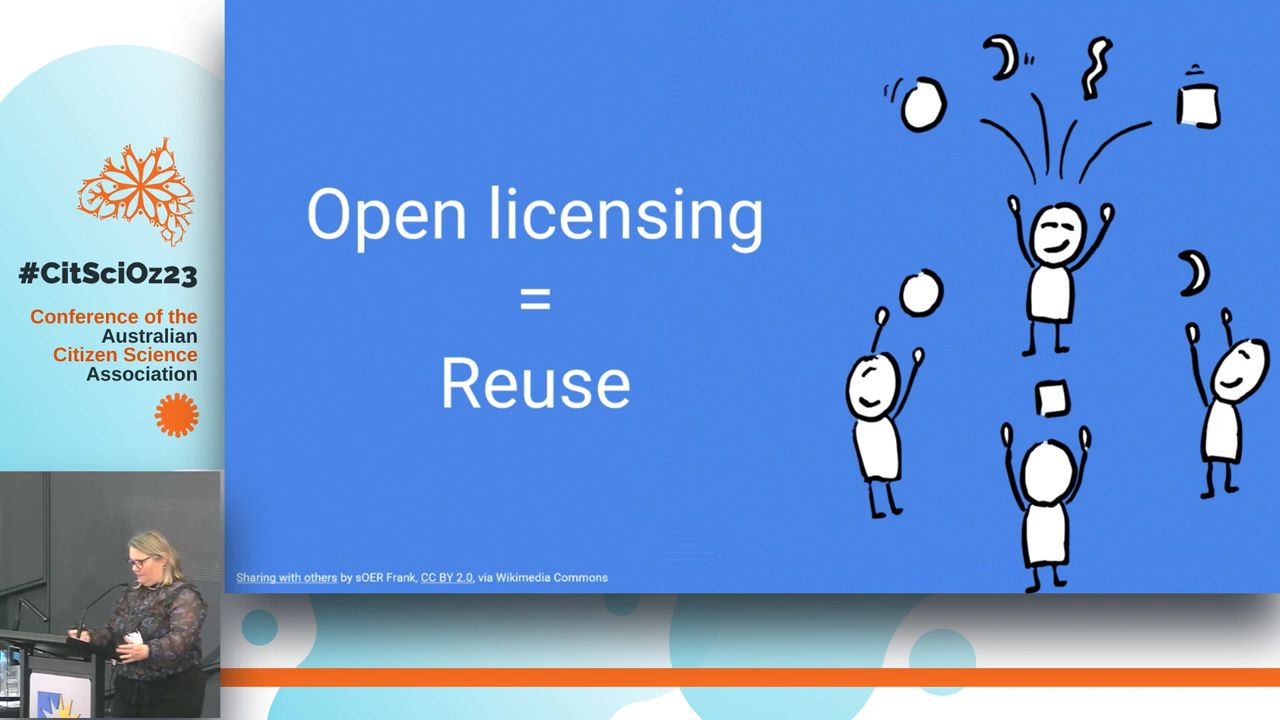 #CitSciOz23
Conference of the
Australian
Citizen Science
Association
Open licensing
=
Reuse
Sharing with others by sOER Frank, CC BY 2.0, via Wikimedia Commons